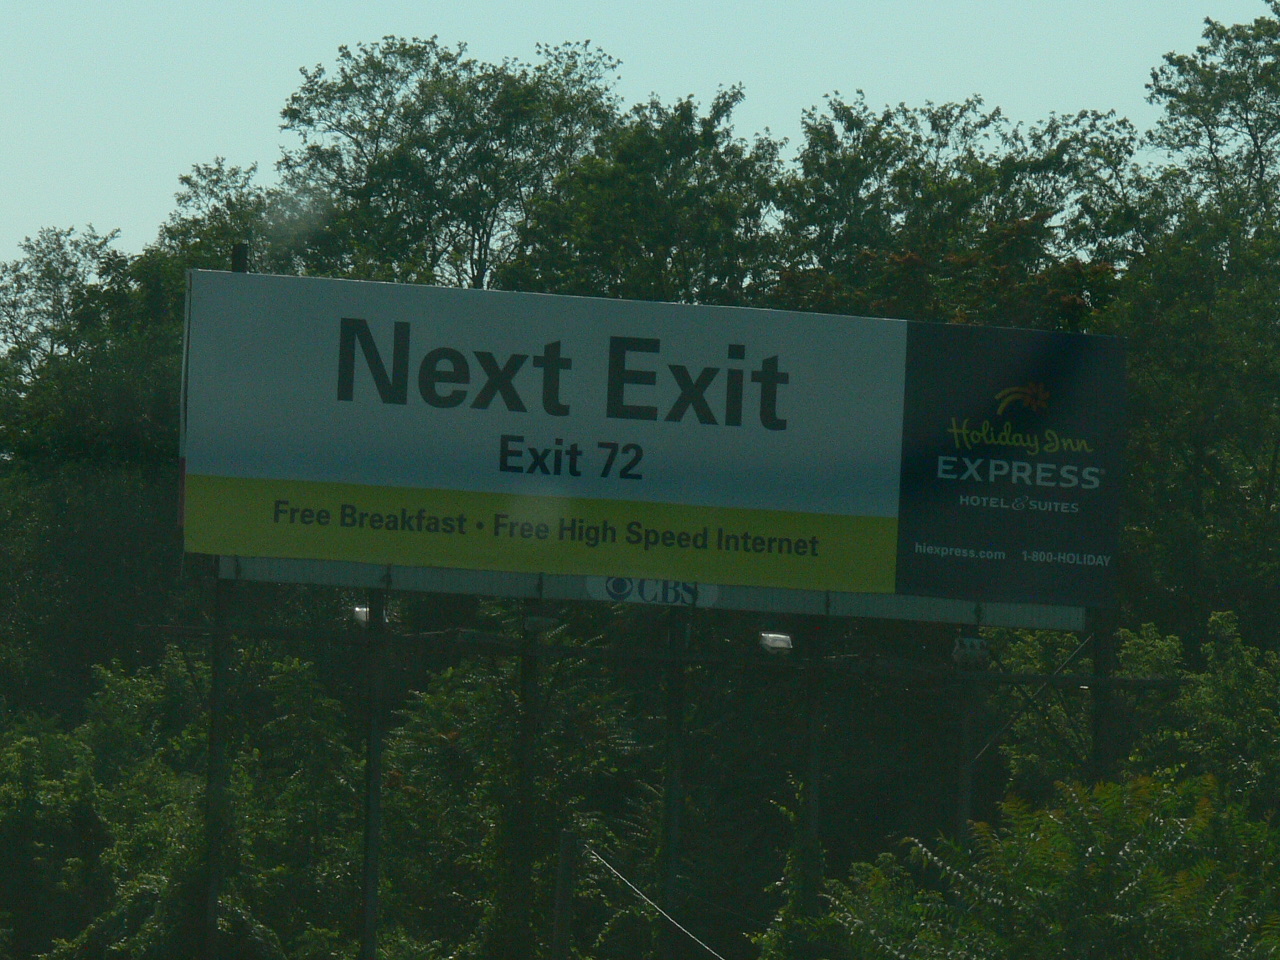 Next Exit
Exit 72
Free Breakfast • Free High Speed Internet
Holiday Inn
EXPRESS
HOTEL & SUITES
hiexpress.com 1-800-HOLIDAY
CBS